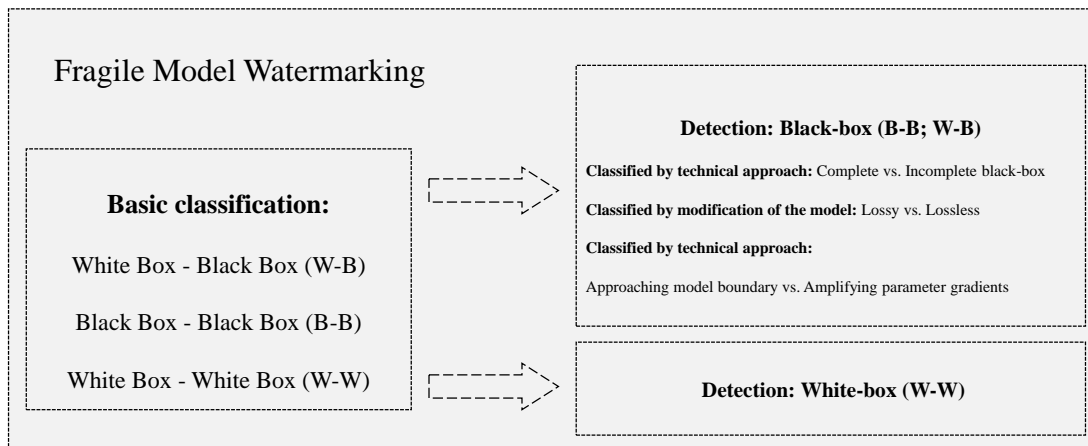 Fragile Model Watermarking
Basic classification:
White Box - Black Box (W-B)
Black Box - Black Box (B-B)
White Box - White Box (W-W)
Detection: Black-box (B-B; W-B)
Classified by technical approach: Complete vs. Incomplete black-box
Classified by modification of the model: Lossy vs. Lossless
Classified by technical approach:
Approaching model boundary vs. Amplifying parameter gradients
Detection: White-box (W-W)